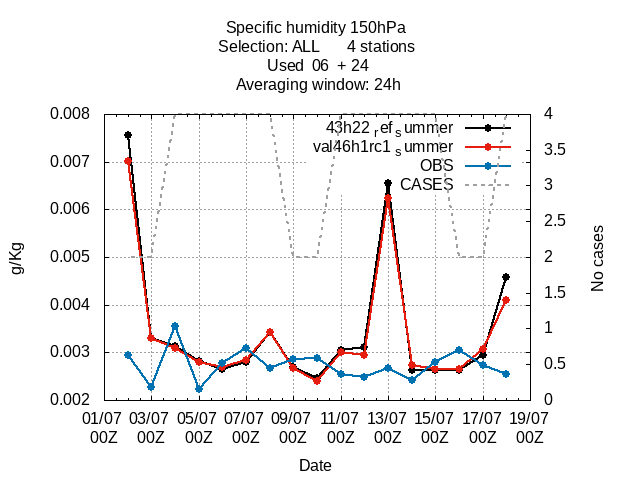 Specific humidity 150hPa
Selection: ALL 4 stations
Used 06 + 24
Averaging window: 24h
43h22 refsummer
val46h1rc1 summer
OBS
CASES
g/Kg
0.008
0.007
0.006
0.005
0.004
0.003
0.002
No cases
4
3.5
3
2.5
2
1.5
1
0.5
0
01/07 03/07 05/07 07/07 09/07 11/07 13/07 15/07 17/07 19/07
00Z 00Z 00Z 00Z 00Z 00Z 00Z 00Z 00Z 00Z
Date